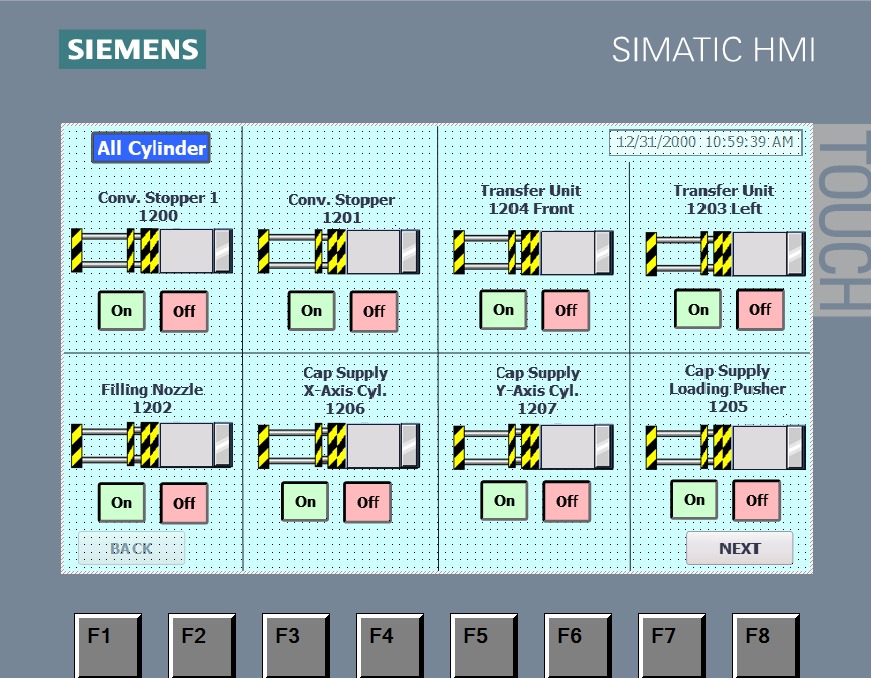 SIEMENS
SIMATIC HMI
TOUCH
All Cylinder
12/31/2000 10:59:39 AM
Conv. Stopper 1
1200
On
Off
Conv. Stopper
1201
On
Off
Transfer Unit
1204 Front
On
Off
Transfer Unit
1203 Left
On
Off
Filling Nozzle
1202
On
Off
Cap Supply
X-Axis Cyl.
1206
On
Off
Cap Supply
Y-Axis Cyl.
1207
On
Off
Cap Supply
Loading Pusher
1205
On
Off
BACK
NEXT
F1
F2
F3
F4
F5
F6
F7
F8